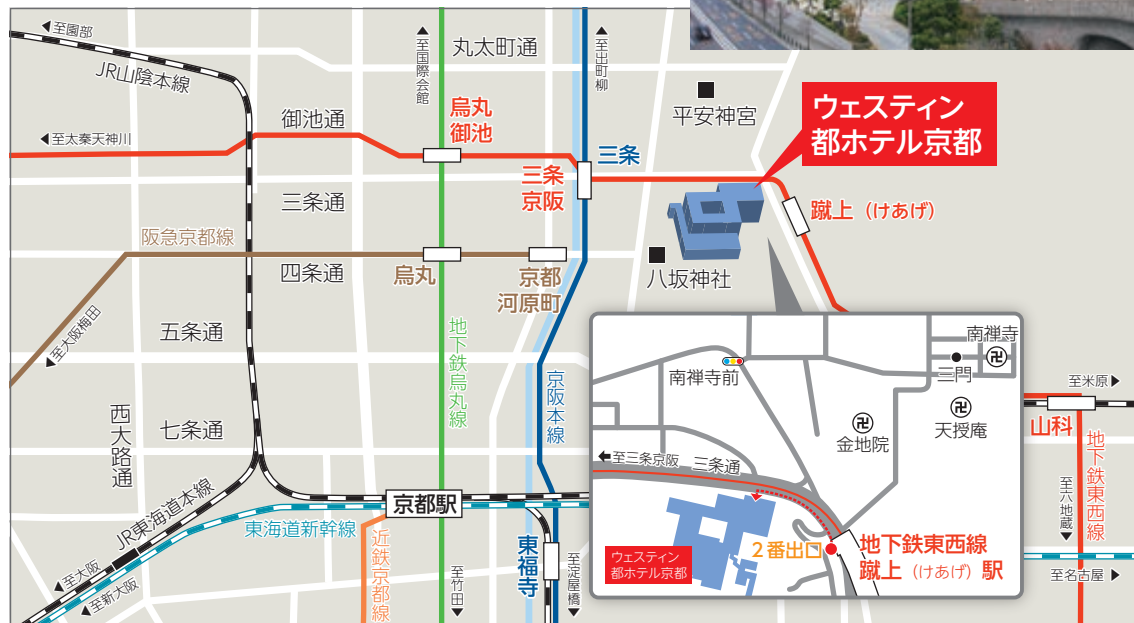 ◀至園部
JR山陰本線
▲至国際会館
丸太町通
▲至出町柳
平安神宮
ウェスティン
都ホテル京都
◀至太秦天神川
御池通
烏丸
御池
三条
三条
京阪
三条通
蹴上（けあげ）
阪急京都線
四条通
烏丸
京都
河原町
八坂神社
◀至大阪梅田
五条通
地下鉄烏丸線
京阪本線
西大路通
七条通
JR東海道本線
東海道新幹線
京都駅
近鉄京都線
東福寺
◀至大阪
◀至新大阪
至竹田▼
至淀屋橋▼
南禅寺
三門
南禅寺前
金地院
天授庵
←至三条京阪
三条通
ウェスティン
都ホテル京都
2番出口
地下鉄東西線
蹴上（けあげ）駅
至米原▶
山科
地下鉄東西線
至六地蔵▼
至名古屋▶